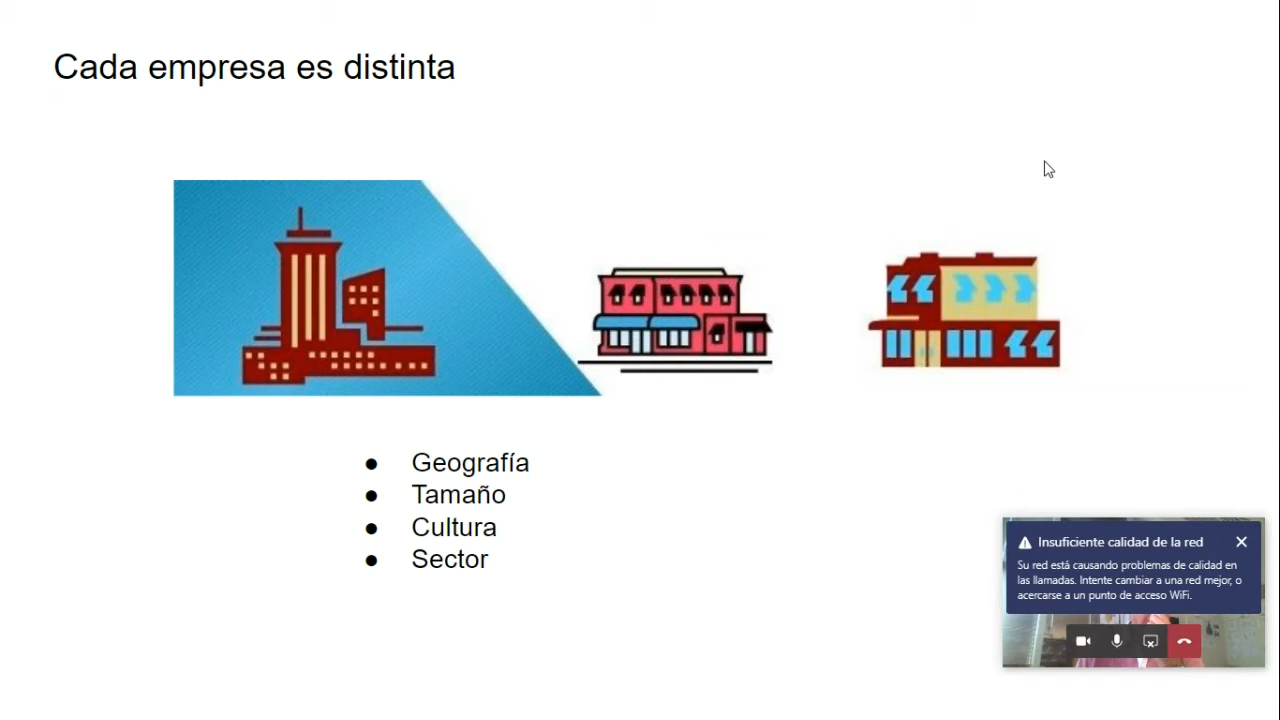 Cada empresa es distinta
● Geografía
● Tamaño
● Cultura
● Sector
Insuficiente calidad de la red
Su red está causando problemas de calidad en
las llamadas. Intente cambiar a una red mejor, o
acercarse a un punto de acceso WiFi.